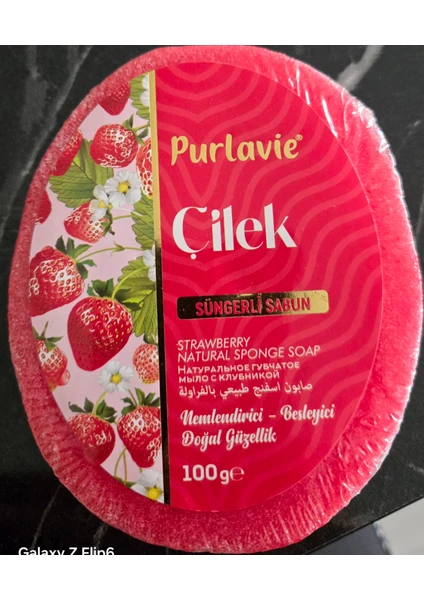 Purlavie®
Çilek
SÜNGERLİ SABUN
STRAWBERRY
NATURAL SPONGE SOAP
НАТУРАЛЬНОЕ ГУБЧАТОЕ
МЫЛО С КЛУБНИКОЙ
صابون اسفنج طبيعي بالفراولة
Nemlendirici - Besleyici
Doğal Güzellik
100g℮
Galaxy Z Flip6